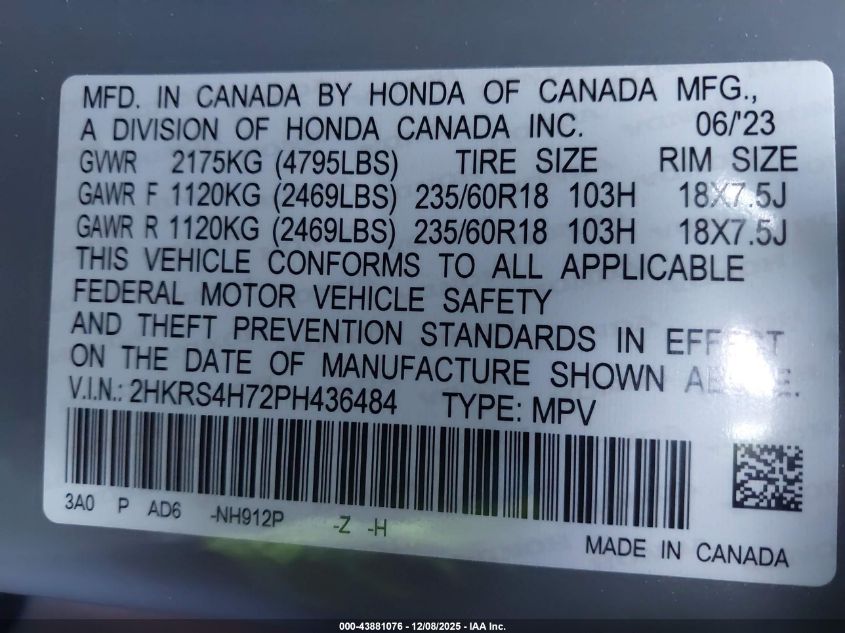 MFD. IN CANADA BY HONDA OF CANADA MFG.,
A DIVISION OF HONDA CANADA INC. 06/'23
GVWR 2175KG (4795LBS) TIRE SIZE RIM SIZE
GAWR F 1120KG (2469LBS) 235/60R18 103H 18X7.5J
GAWR R 1120KG (2469LBS) 235/60R18 103H 18X7.5J
THIS VEHICLE CONFORMS TO ALL APPLICABLE
FEDERAL MOTOR VEHICLE SAFETY
AND THEFT PREVENTION STANDARDS IN EFFECT
ON THE DATE OF MANUFACTURE SHOWN ABOVE.
V.I.N.: 2HKRS4H72PH436484 TYPE: MPV
3A0 P AD6 -NH912P -Z -H
MADE IN CANADA
000-43881076 | 12/08/2025 - IAA Inc.